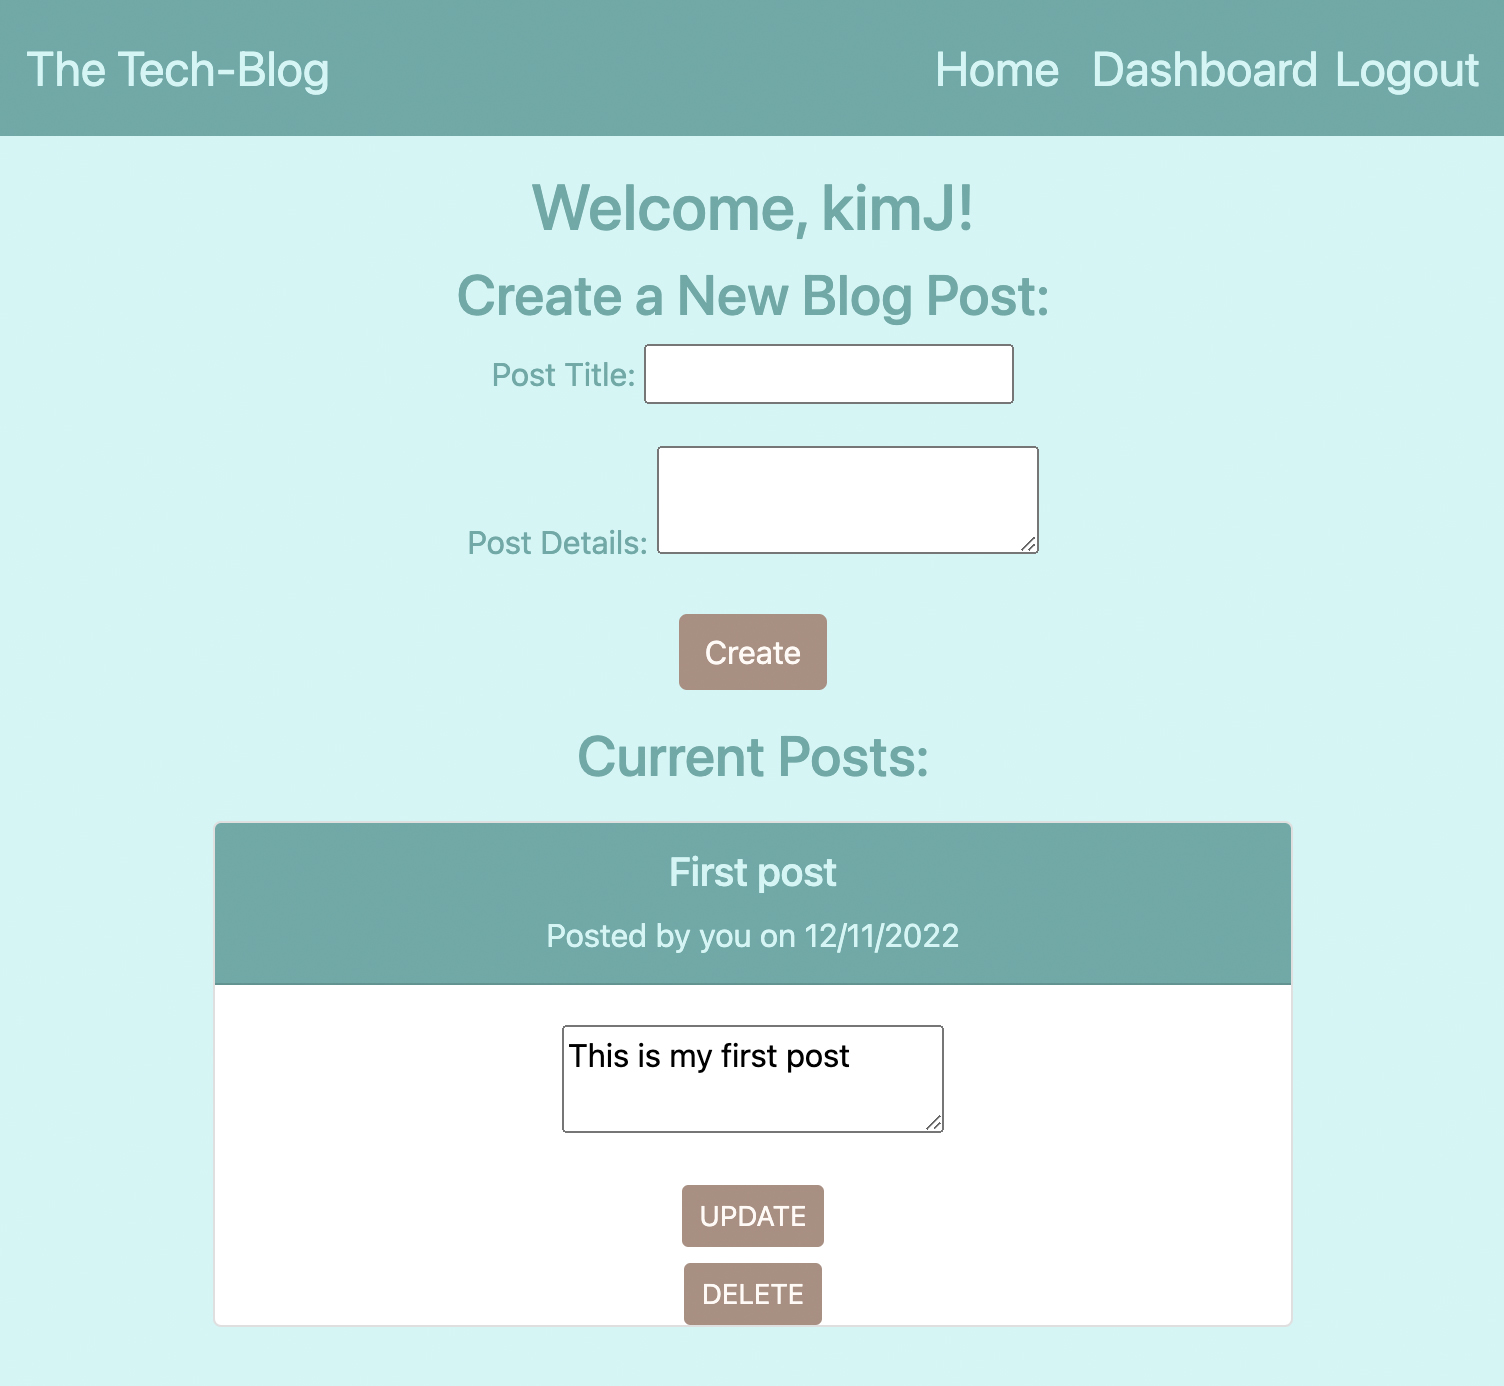 The Tech-Blog Home Dashboard Logout
Welcome, kimJ!
Create a New Blog Post:
Post Title:
Post Details:
Create
Current Posts:
First post
Posted by you on 12/11/2022
This is my first post
UPDATE
DELETE